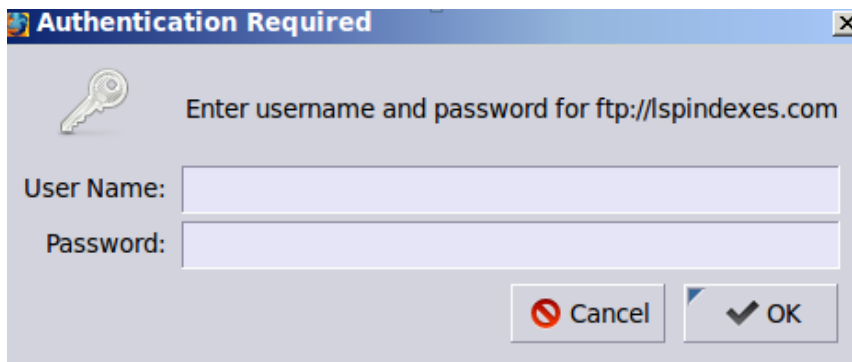 Authentication Required
Enter username and password for ftp://lspindexes.com
User Name:
Password:
Cancel
OK